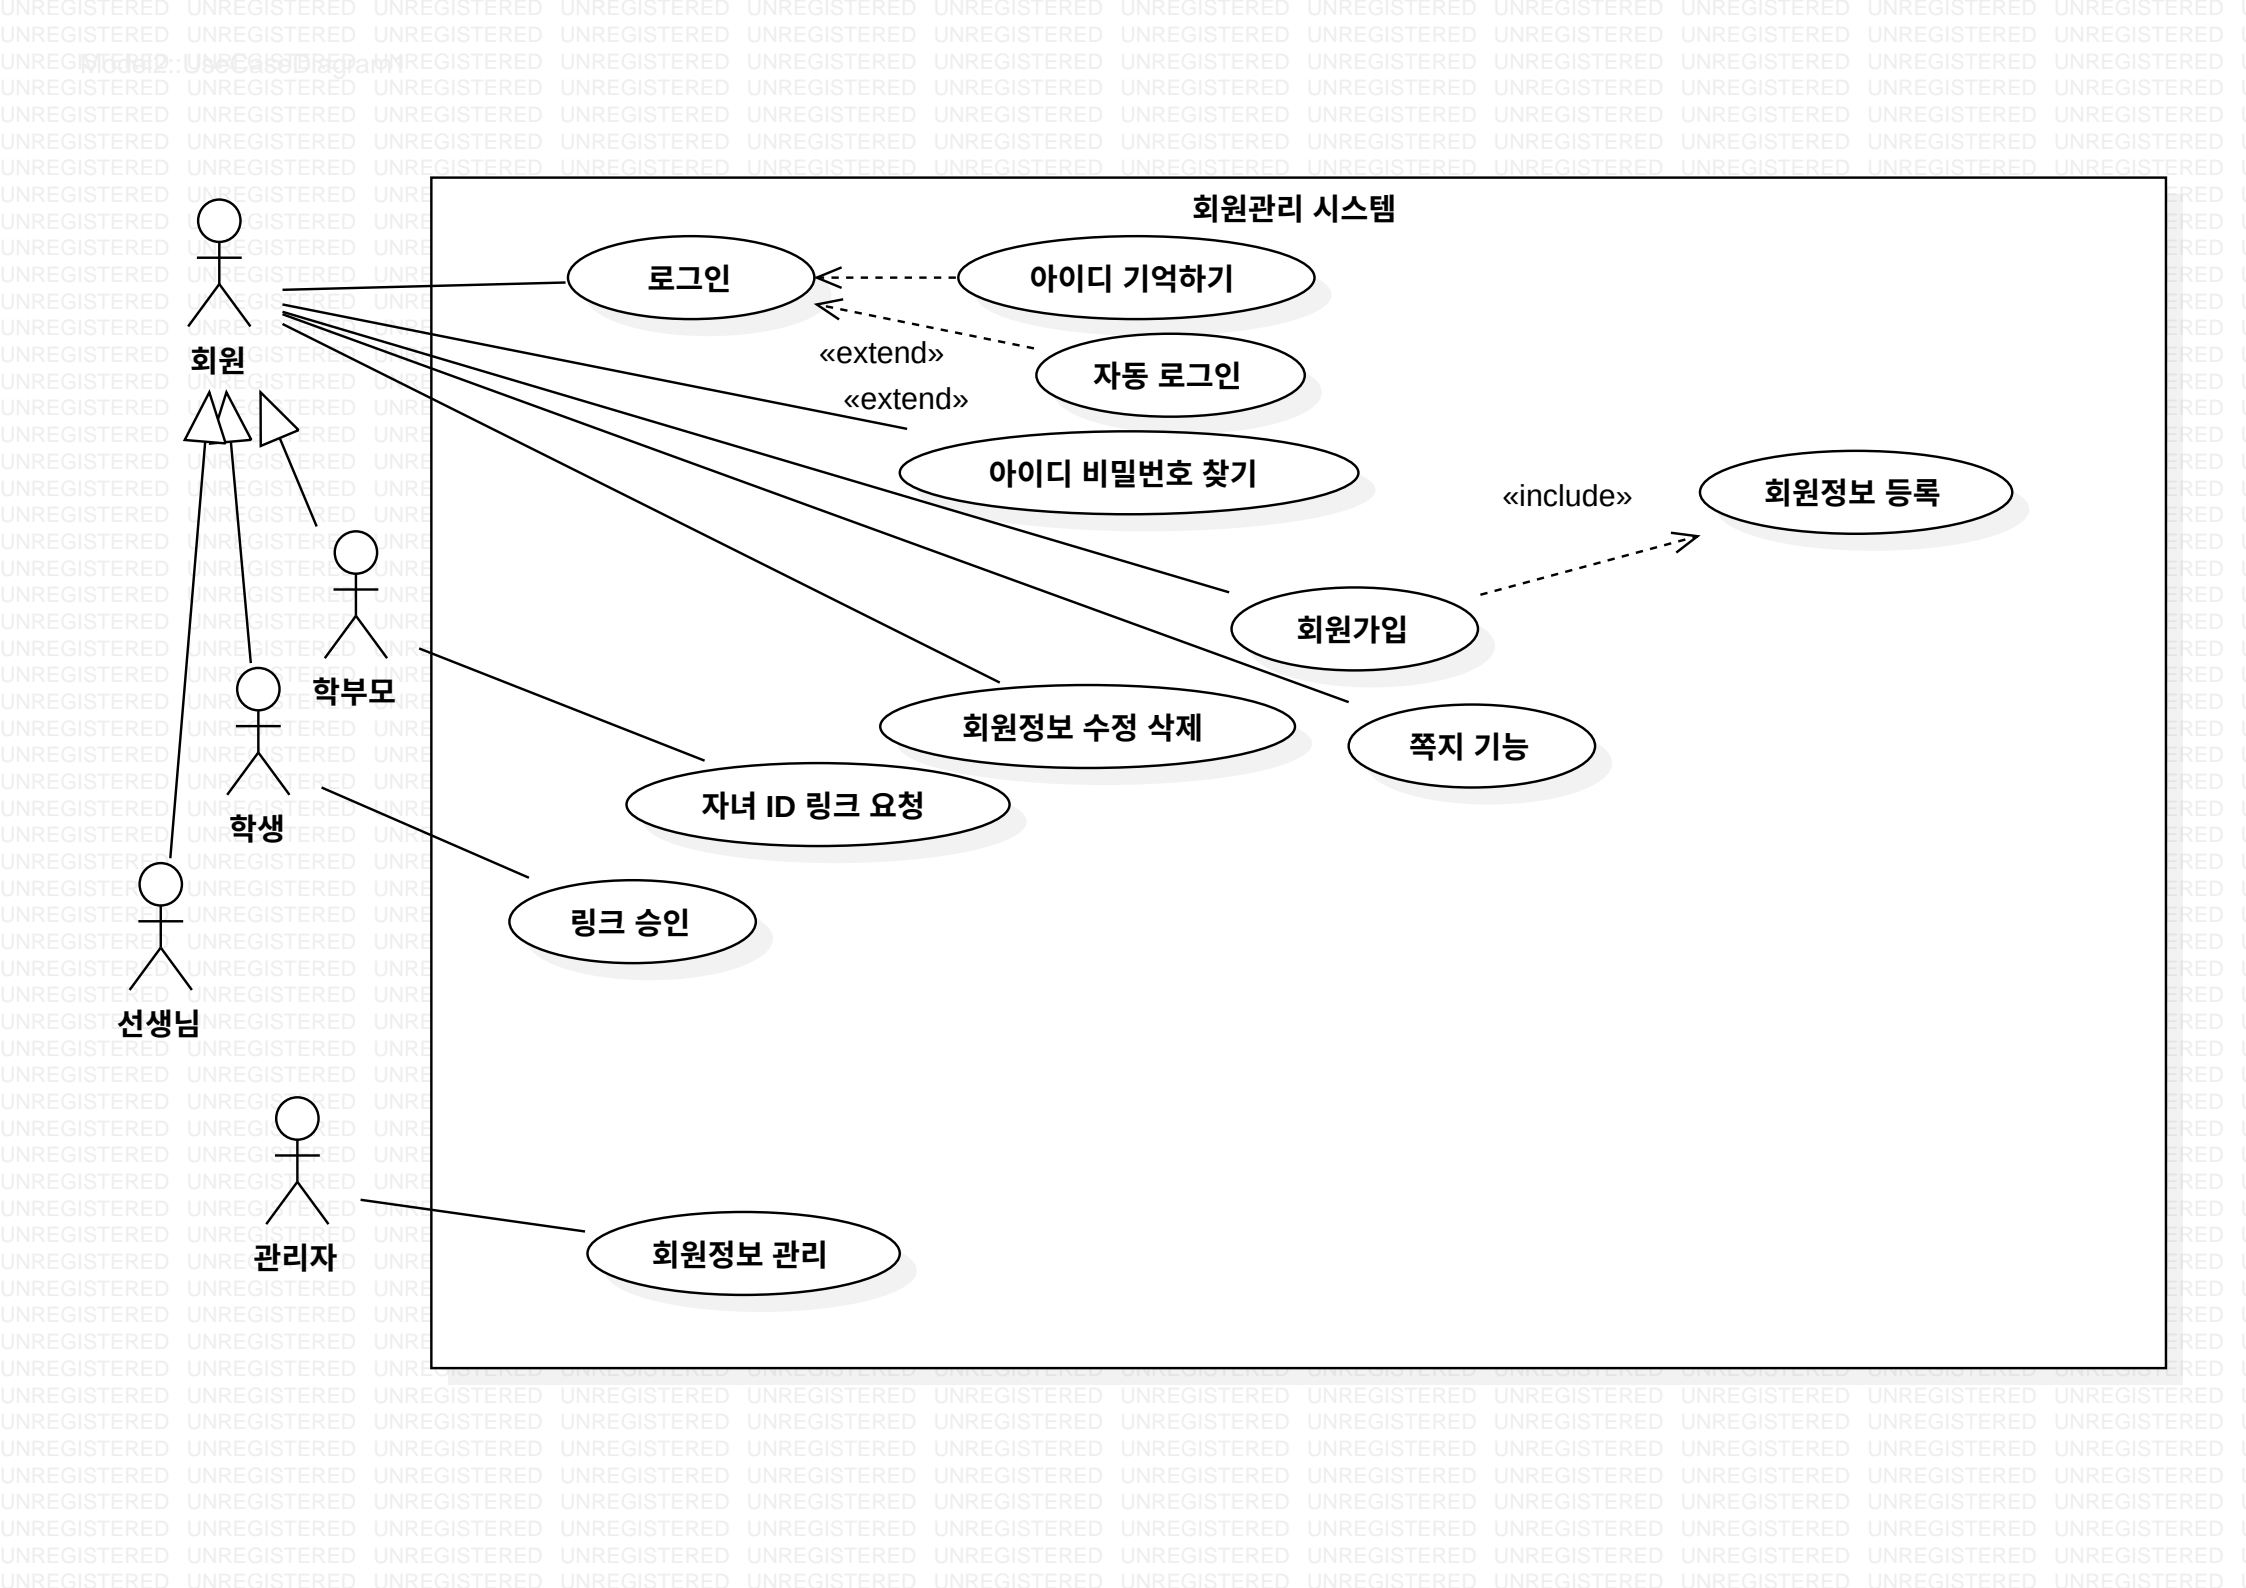 Model2::UseCaseDiagram1
회원관리 시스템
로그인
아이디 기억하기
회원
«extend»
자동 로그인
«extend»
아이디 비밀번호 찾기
회원정보 등록
«include»
회원가입
학부모
회원정보 수정 삭제
쪽지 기능
자녀 ID 링크 요청
학생
링크 승인
선생님
관리자
회원정보 관리
UNREGISTERED